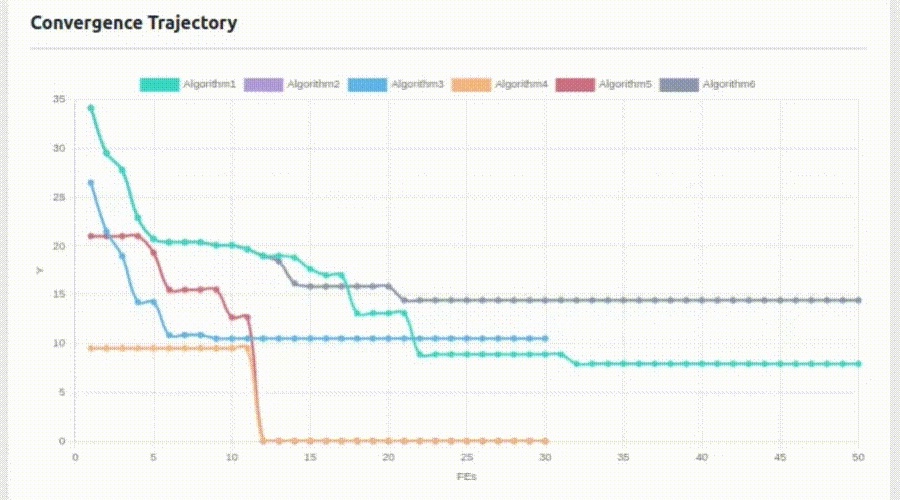 Convergence Trajectory
Algorithm1 Algorithm2 Algorithm3 Algorithm4 Algorithm5 Algorithm6
35
30
25
20
15
10
5
0
Y
0 5 10 15 20 25 30 35 40 45 50
FEs